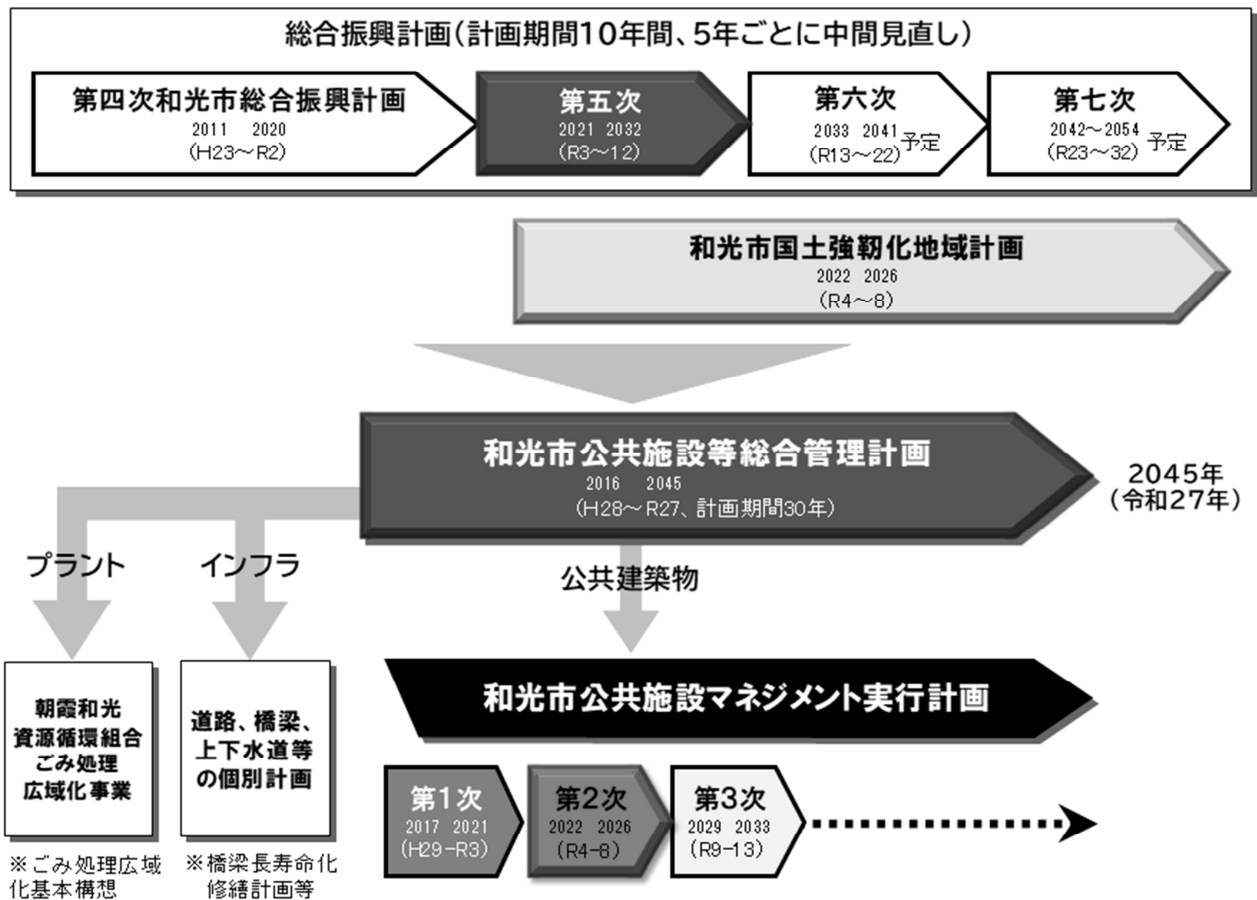 総合振興計画(計画期間10年間、5年ごとに中間見直し)
第四次和光市総合振興計画
2011 2020
(H23～R2)
第五次
2021 2032
(R3～12)
第六次
2033 2041
(R13～22)予定
第七次
2042～2054
(R23～32)予定
和光市国土強靭化地域計画
2022 2026
(R4～8)
和光市公共施設等総合管理計画
2016 2045
(H28～R27、計画期間30年)
2045年
(令和27年)
プラント
インフラ
公共建築物
朝霞和光
資源循環組合
ごみ処理
広域化事業
※ごみ処理広域
化基本構想
道路、橋梁、
上下水道等
の個別計画
※橋梁長寿命化
修繕計画等
和光市公共施設マネジメント実行計画
第1次
2017 2021
(H29-R3)
第2次
2022 2026
(R4-8)
第3次
2029 2033
(R9-13)